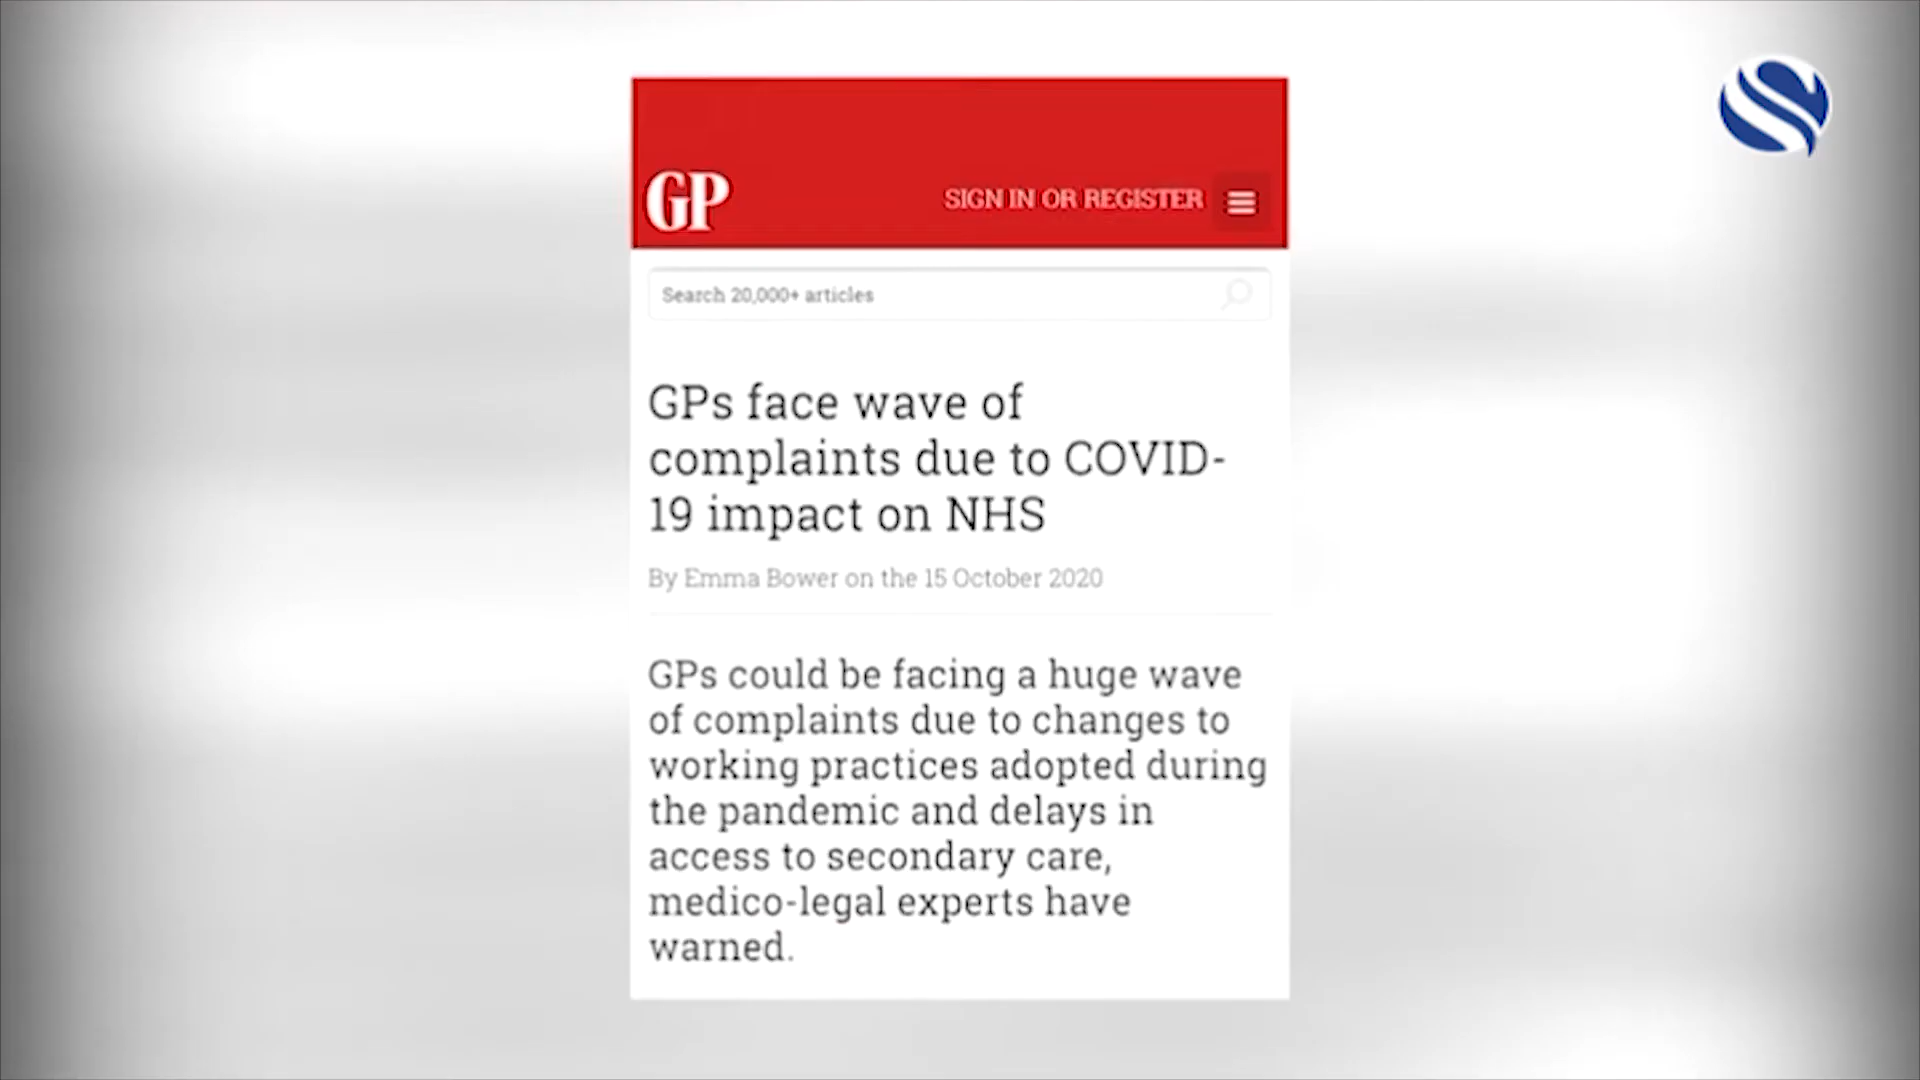 GP
SIGN IN OR REGISTER
Search 20,000+ articles
GPs face wave of
complaints due to COVID-
19 impact on NHS
By Emma Bower on the 15 October 2020
GPs could be facing a huge wave
of complaints due to changes to
working practices adopted during
the pandemic and delays in
access to secondary care,
medico-legal experts have
warned.